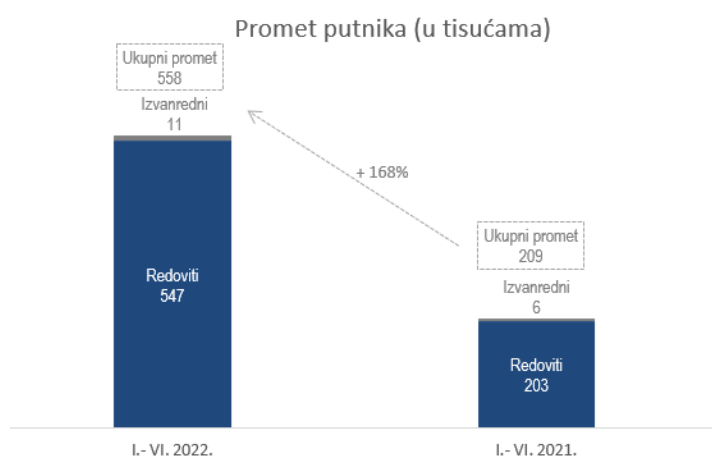 Promet putnika (u tisućama)
Ukupni promet
558
Izvanredni
11
+ 168%
Redoviti
547
Ukupni promet
209
Izvanredni
6
Redoviti
203
I.- VI. 2022.
I.- VI. 2021.